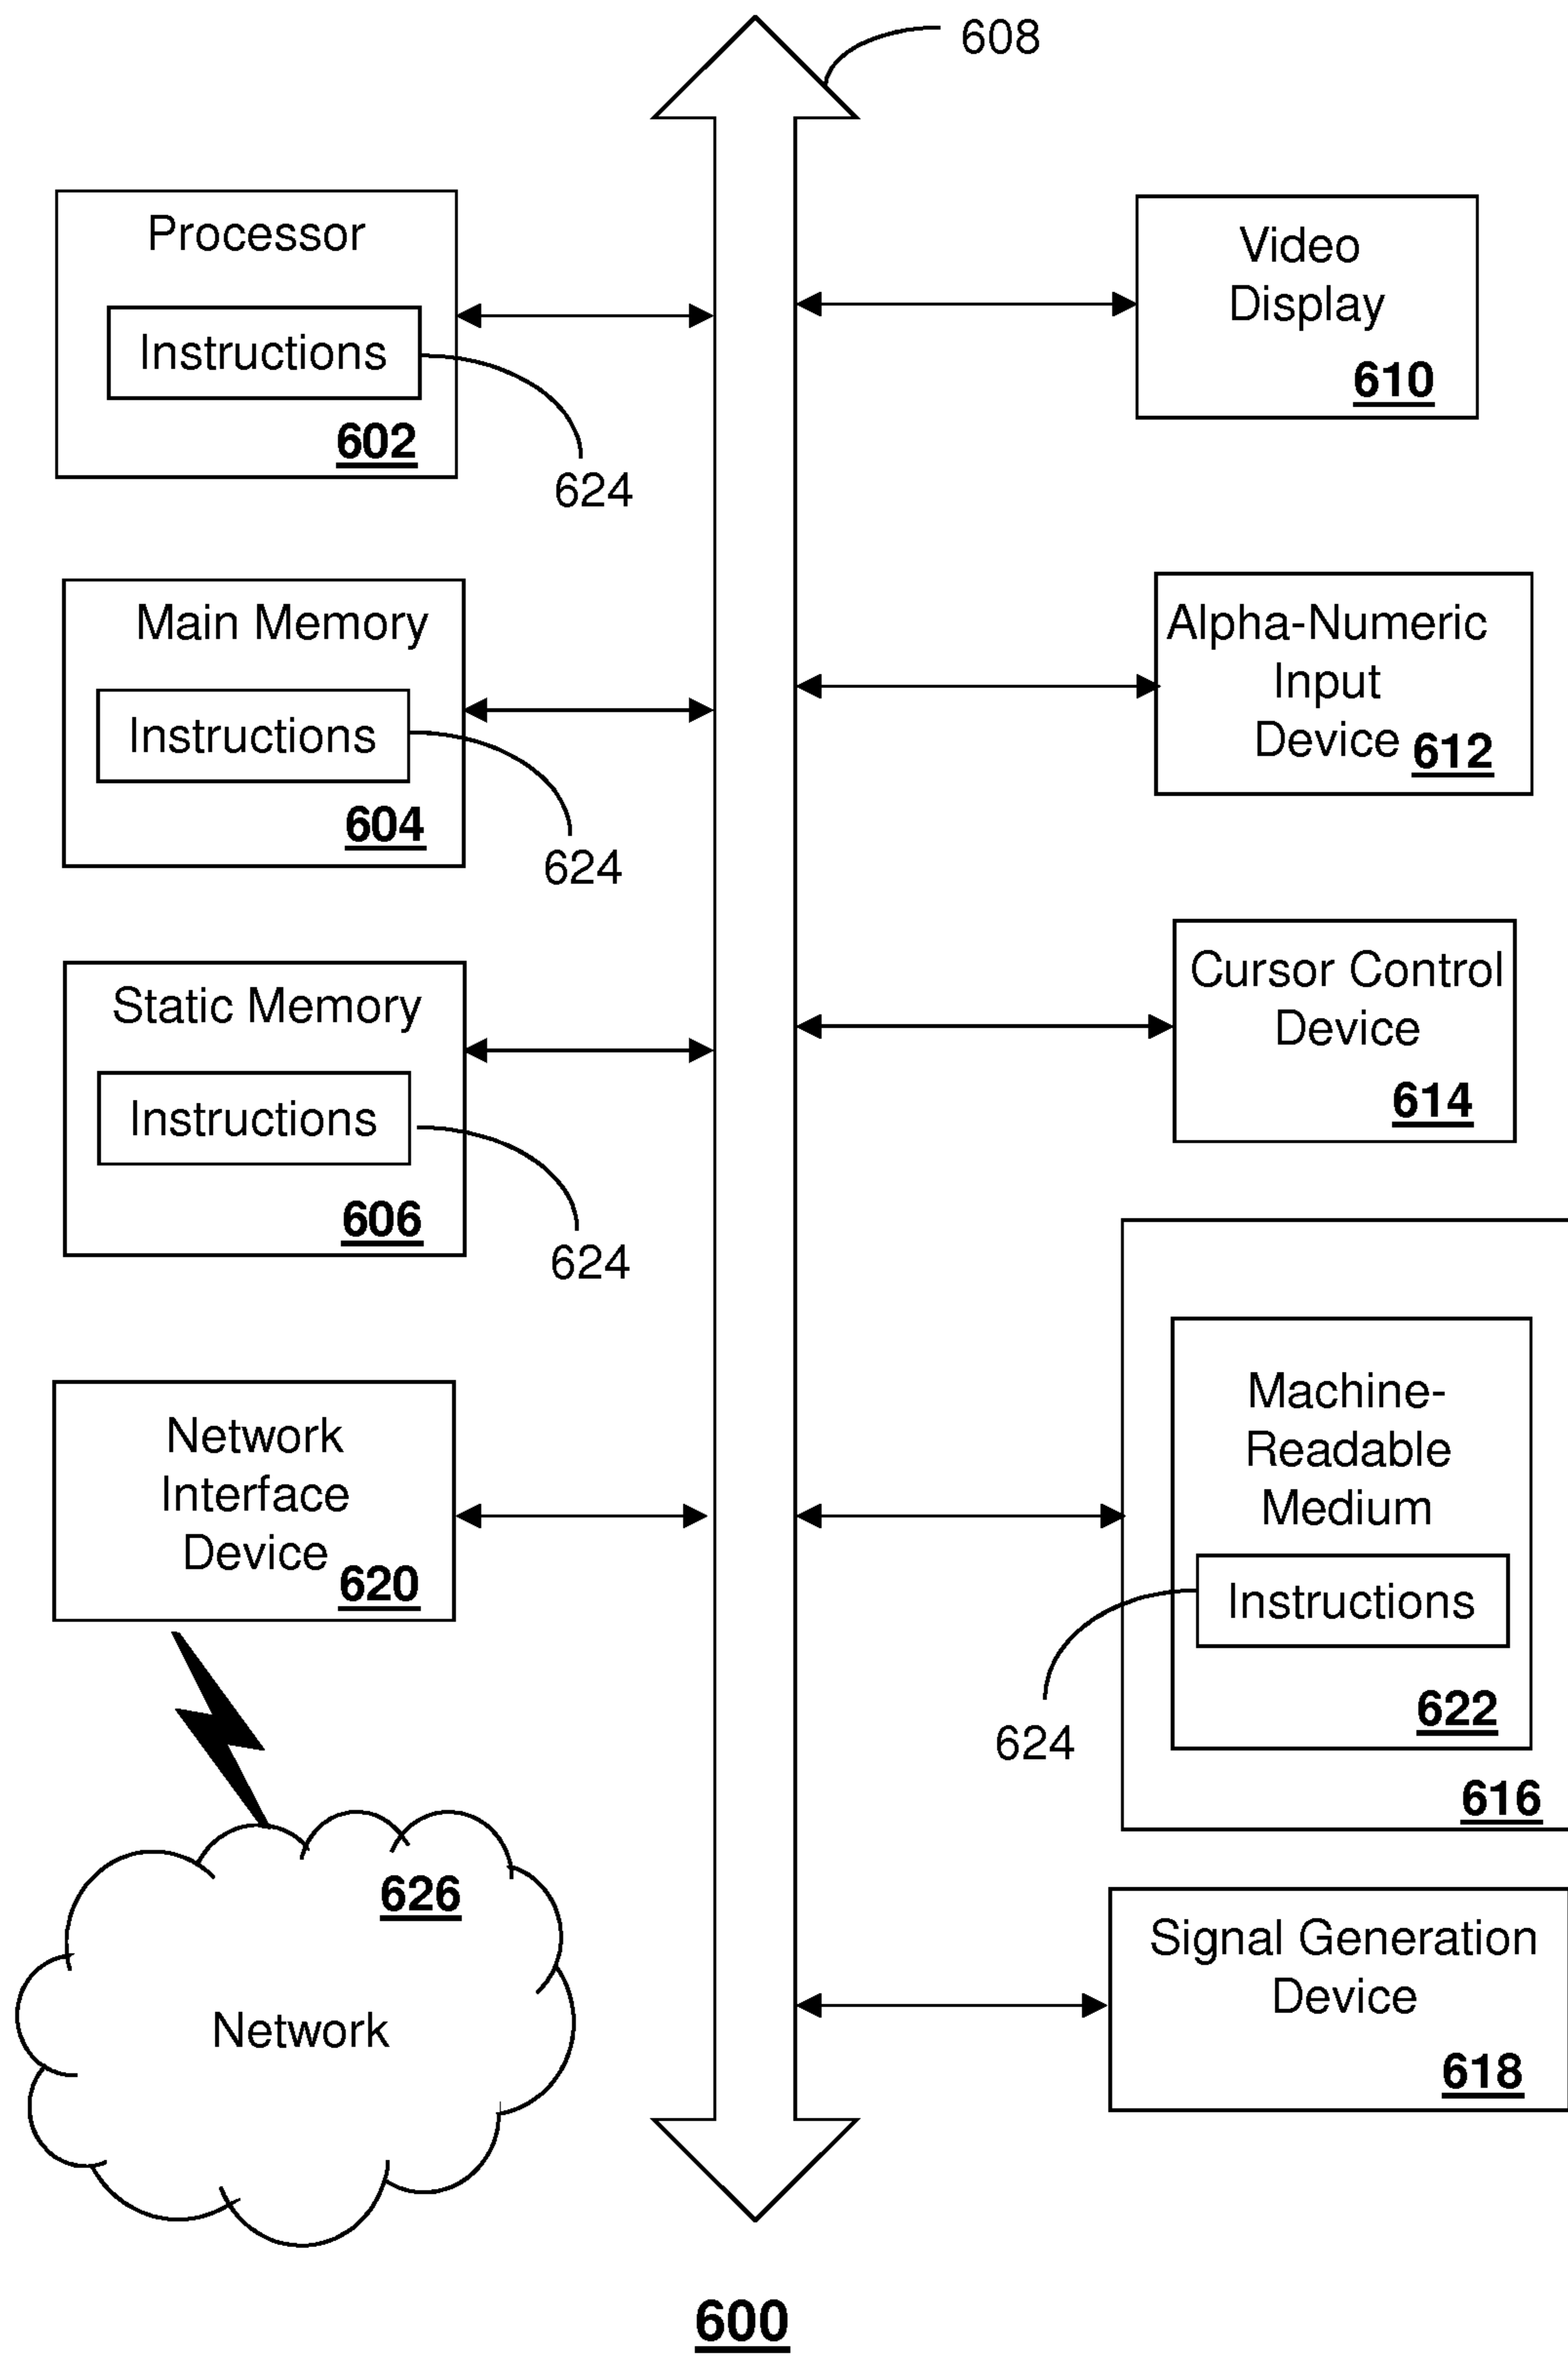 608
Processor
Instructions
602
624
Main Memory
Instructions
604
624
Static Memory
Instructions
606
624
Network
Interface
Device
620
626
Network
Video
Display
610
Alpha-Numeric
Input
Device 612
Cursor Control
Device
614
Machine-
Readable
Medium
Instructions
624
622
616
Signal Generation
Device
618
600